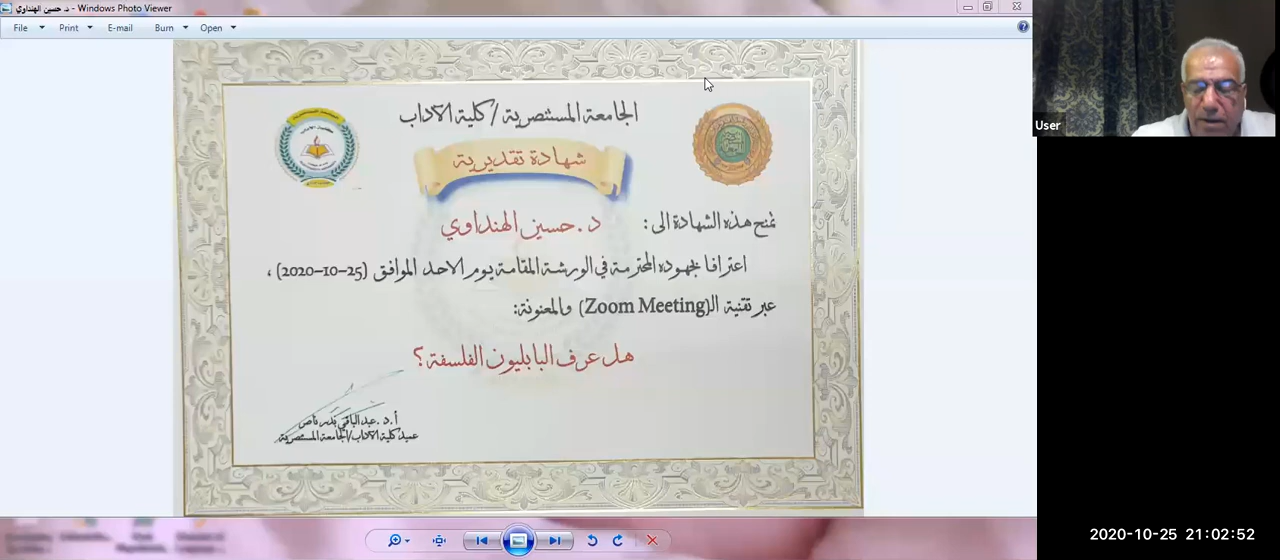 د. حسين الهنداوي - Windows Photo Viewer
File Print E-mail Burn Open
User
الجامعة المستنصرية / كلية الآداب
شهادة تقديرية
تمنح هذه الشهادة الى : د. حسين الهنداوي
اعترافا بجهوده المحترمة في الورشة المقامة يوم الاحد الموافق (25-10-2020) ،
عبر تقنية الـ(Zoom Meeting) والمعنونة:
هل عرف البابليون الفلسفة ؟
أ.د. عبد الباقي بدر ناصر
عميد كلية الآداب/الجامعة المستنصرية
2020-10-25 21:02:52